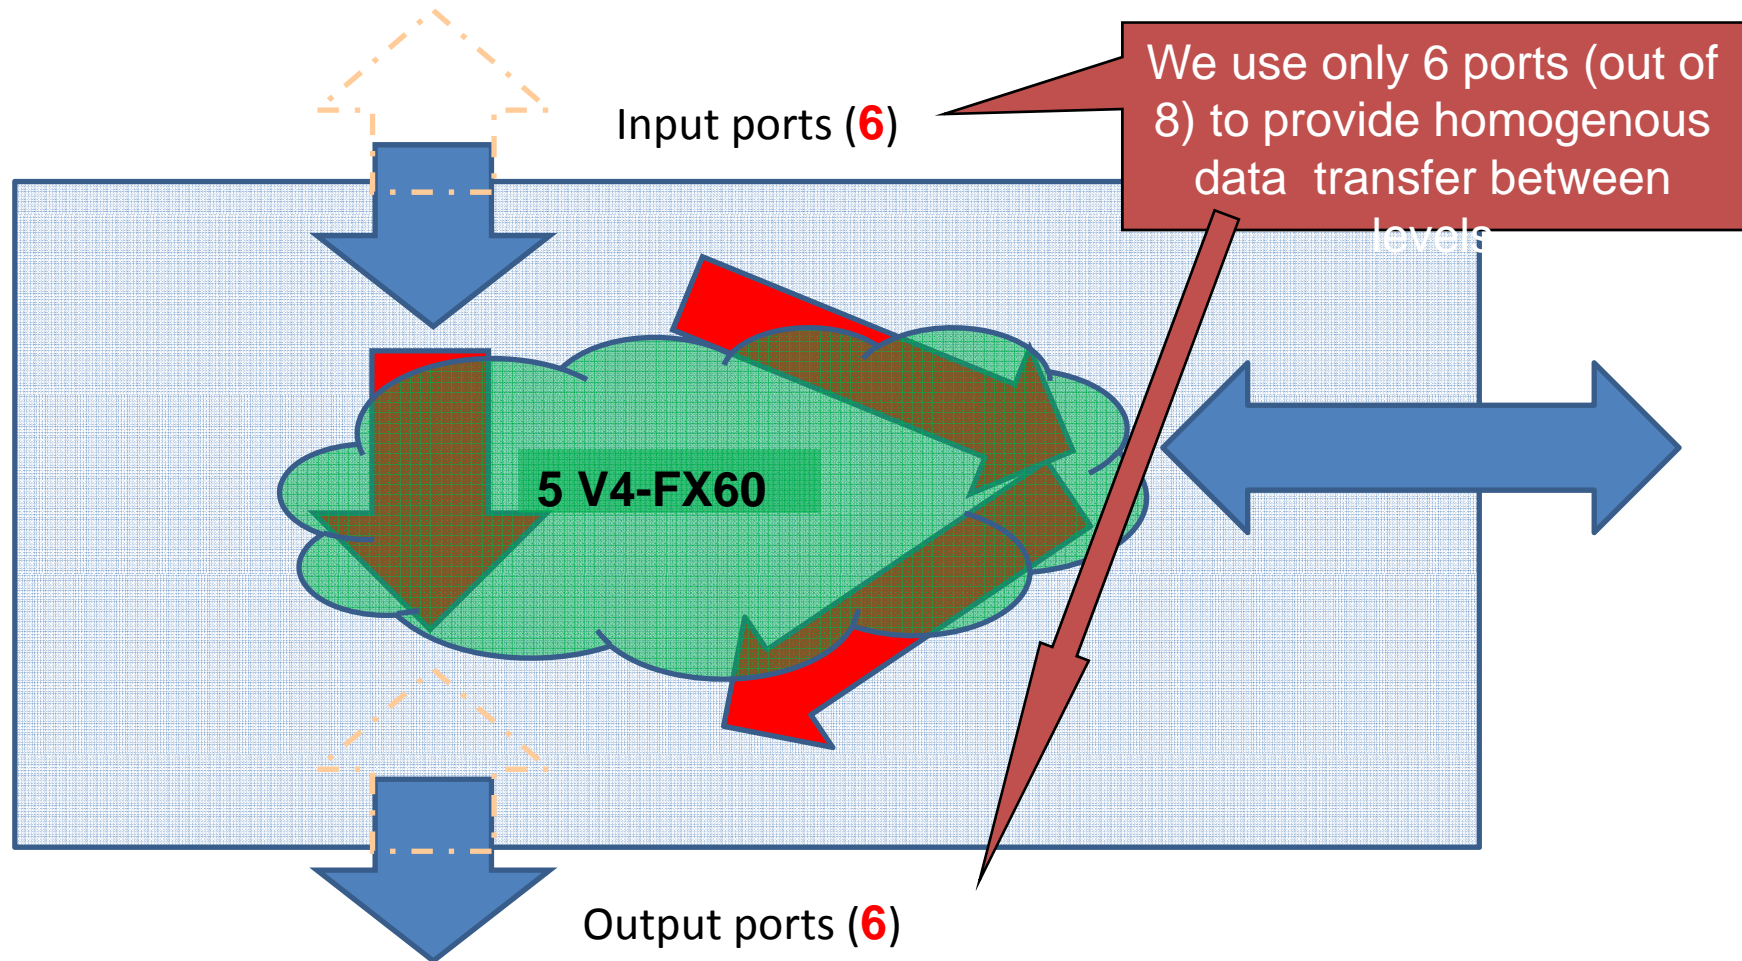 Input ports (6)
We use only 6 ports (out of
8) to provide homogenous
data transfer between
levels
5 V4-FX60
Output ports (6)